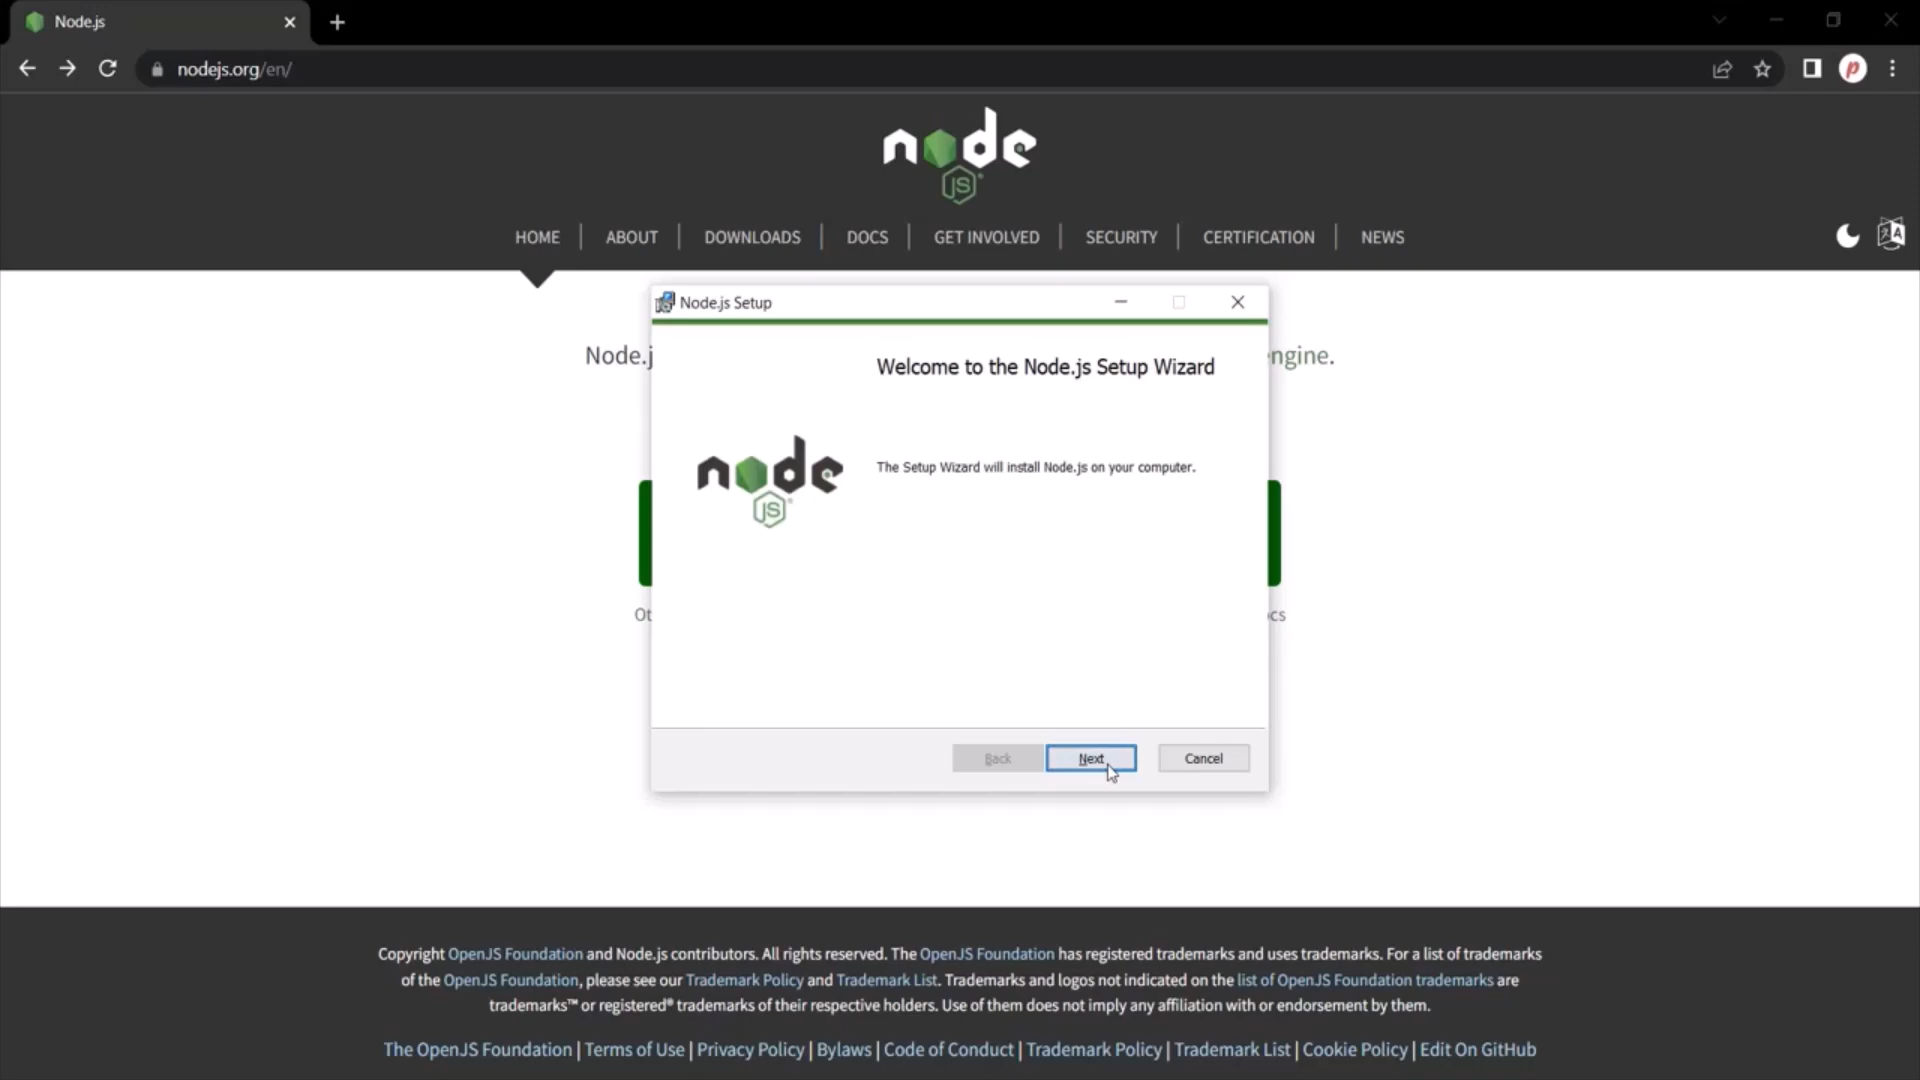 Node.js
nodejs.org/en/
node
JS
HOME
ABOUT
DOWNLOADS
DOCS
GET INVOLVED
SECURITY
CERTIFICATION
NEWS
Node.js Setup
Node.j
ngine.
Welcome to the Node.js Setup Wizard
node
JS
The Setup Wizard will install Node.js on your computer.
Ot
cs
Back
Next
Cancel
Copyright OpenJS Foundation and Node.js contributors. All rights reserved. The OpenJS Foundation has registered trademarks and uses trademarks. For a list of trademarks
of the OpenJS Foundation, please see our Trademark Policy and Trademark List. Trademarks and logos not indicated on the list of OpenJS Foundation trademarks are
trademarks™ or registered® trademarks of their respective holders. Use of them does not imply any affiliation with or endorsement by them.
The OpenJS Foundation | Terms of Use | Privacy Policy | Bylaws | Code of Conduct | Trademark Policy | Trademark List | Cookie Policy | Edit On GitHub